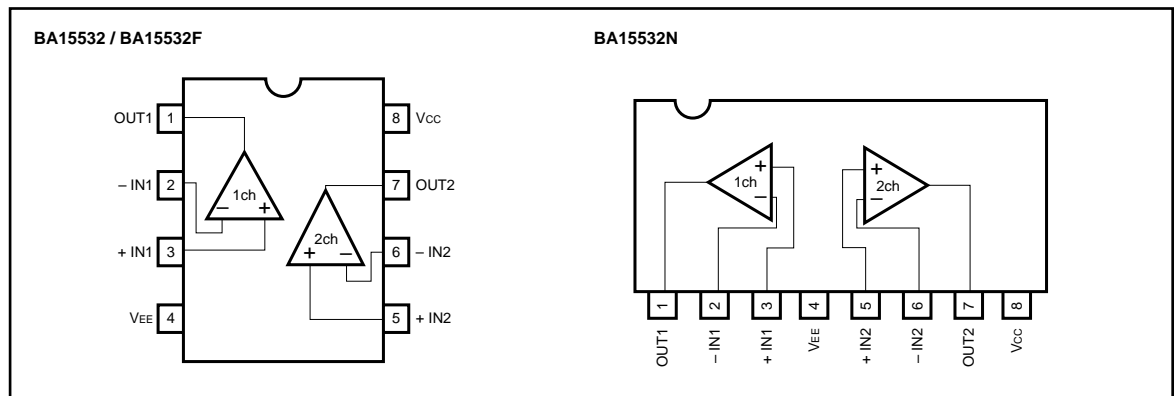 BA15532 / BA15532F
OUT1 1
8 Vcc
– IN1 2
7 OUT2
1ch
– +
2ch
+ –
+ IN1 3
6 – IN2
VEE 4
5 + IN2
BA15532N
1ch
+
–
2ch
+
–
1 2 3 4 5 6 7 8
OUT1
– IN1
+ IN1
VEE
+ IN2
– IN2
OUT2
Vcc